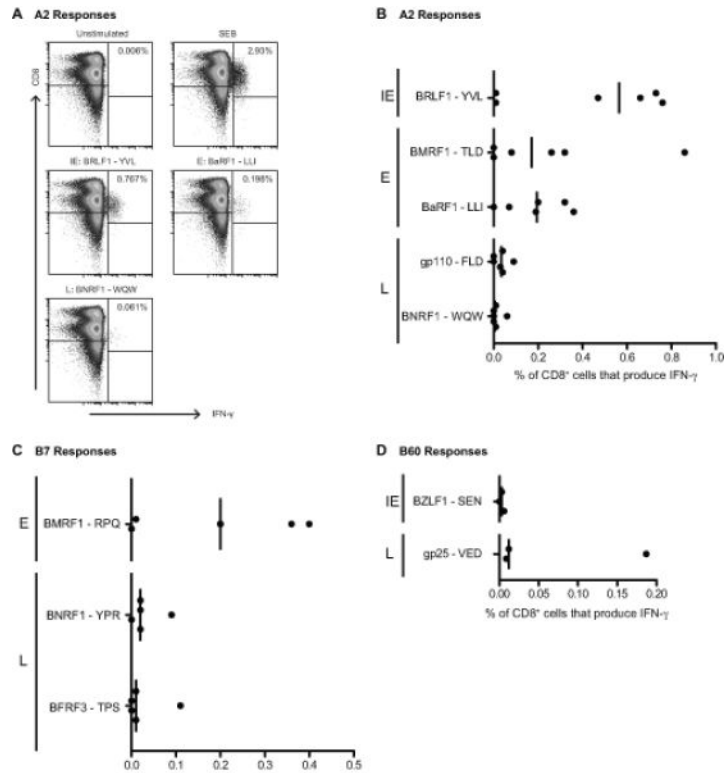 A A2 Responses
Unstimulated
SEB
0.006%
2.93%
CD8
IE: BRLF1 - YVL
E: BaRF1 - LLI
0.767%
0.198%
L: BNRF1 - WQW
0.061%
IFN-γ
B A2 Responses
IE
BRLF1 - YVL
E
BMRF1 - TLD
BaRF1 - LLI
L
gp110 - FLD
BNRF1 - WQW
0.0 0.2 0.4 0.6 0.8 1.0
% of CD8⁺ cells that produce IFN-γ
C B7 Responses
E
BMRF1 - RPQ
L
BNRF1 - YPR
BFRF3 - TPS
0.0 0.1 0.2 0.3 0.4 0.5
D B60 Responses
IE
BZLF1 - SEN
L
gp25 - VED
0.00 0.05 0.10 0.15 0.20
% of CD8⁺ cells that produce IFN-γ